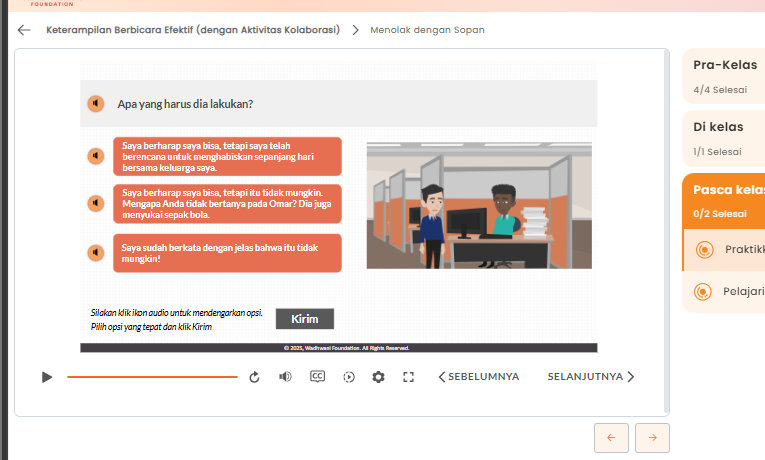 FOUNDATION
Keterampilan Berbicara Efektif (dengan Aktivitas Kolaborasi) > Menolak dengan Sopan
Apa yang harus dia lakukan?
Saya berharap saya bisa, tetapi saya telah
berencana untuk menghabiskan sepanjang hari
bersama keluarga saya.
Saya berharap saya bisa, tetapi itu tidak mungkin.
Mengapa Anda tidak bertanya pada Omar? Dia juga
menyukai sepak bola.
Saya sudah berkata dengan jelas bahwa itu tidak
mungkin!
Silakan klik ikon audio untuk mendengarkan opsi.
Pilih opsi yang tepat dan klik Kirim
Kirim
© 2025, Wadhwani Foundation. All Rights Reserved.
CC
SEBELUMNYA
SELANJUTNYA
Pra-Kelas
4/4 Selesai
Di kelas
1/1 Selesai
Pasca kelas
0/2 Selesai
Praktikk
Pelajari